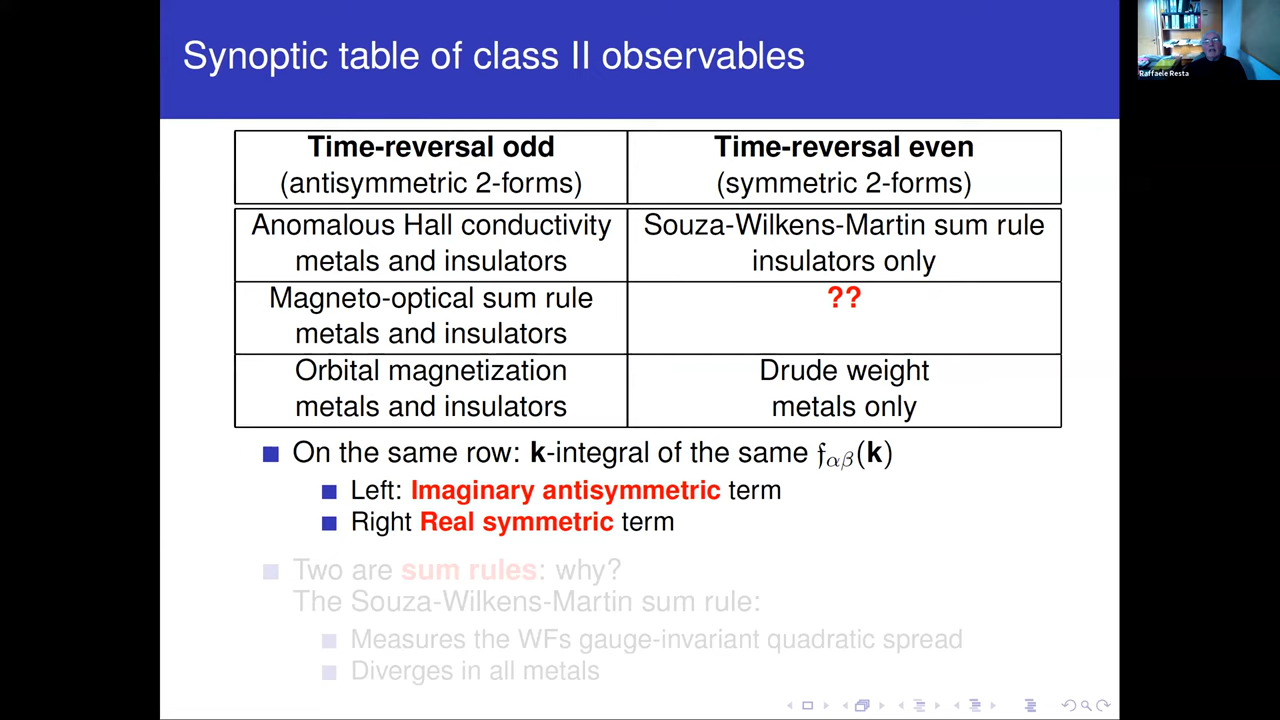 Synoptic table of class II observables
Raffaele Resta
Time-reversal odd
(antisymmetric 2-forms)
Time-reversal even
(symmetric 2-forms)
Anomalous Hall conductivity
metals and insulators
Souza-Wilkens-Martin sum rule
insulators only
Magneto-optical sum rule
metals and insulators
??
Orbital magnetization
metals and insulators
Drude weight
metals only
On the same row: k-integral of the same 𝔣αβ(k)
Left: Imaginary antisymmetric term
Right Real symmetric term
Two are sum rules: why?
The Souza-Wilkens-Martin sum rule:
Measures the WFs gauge-invariant quadratic spread
Diverges in all metals